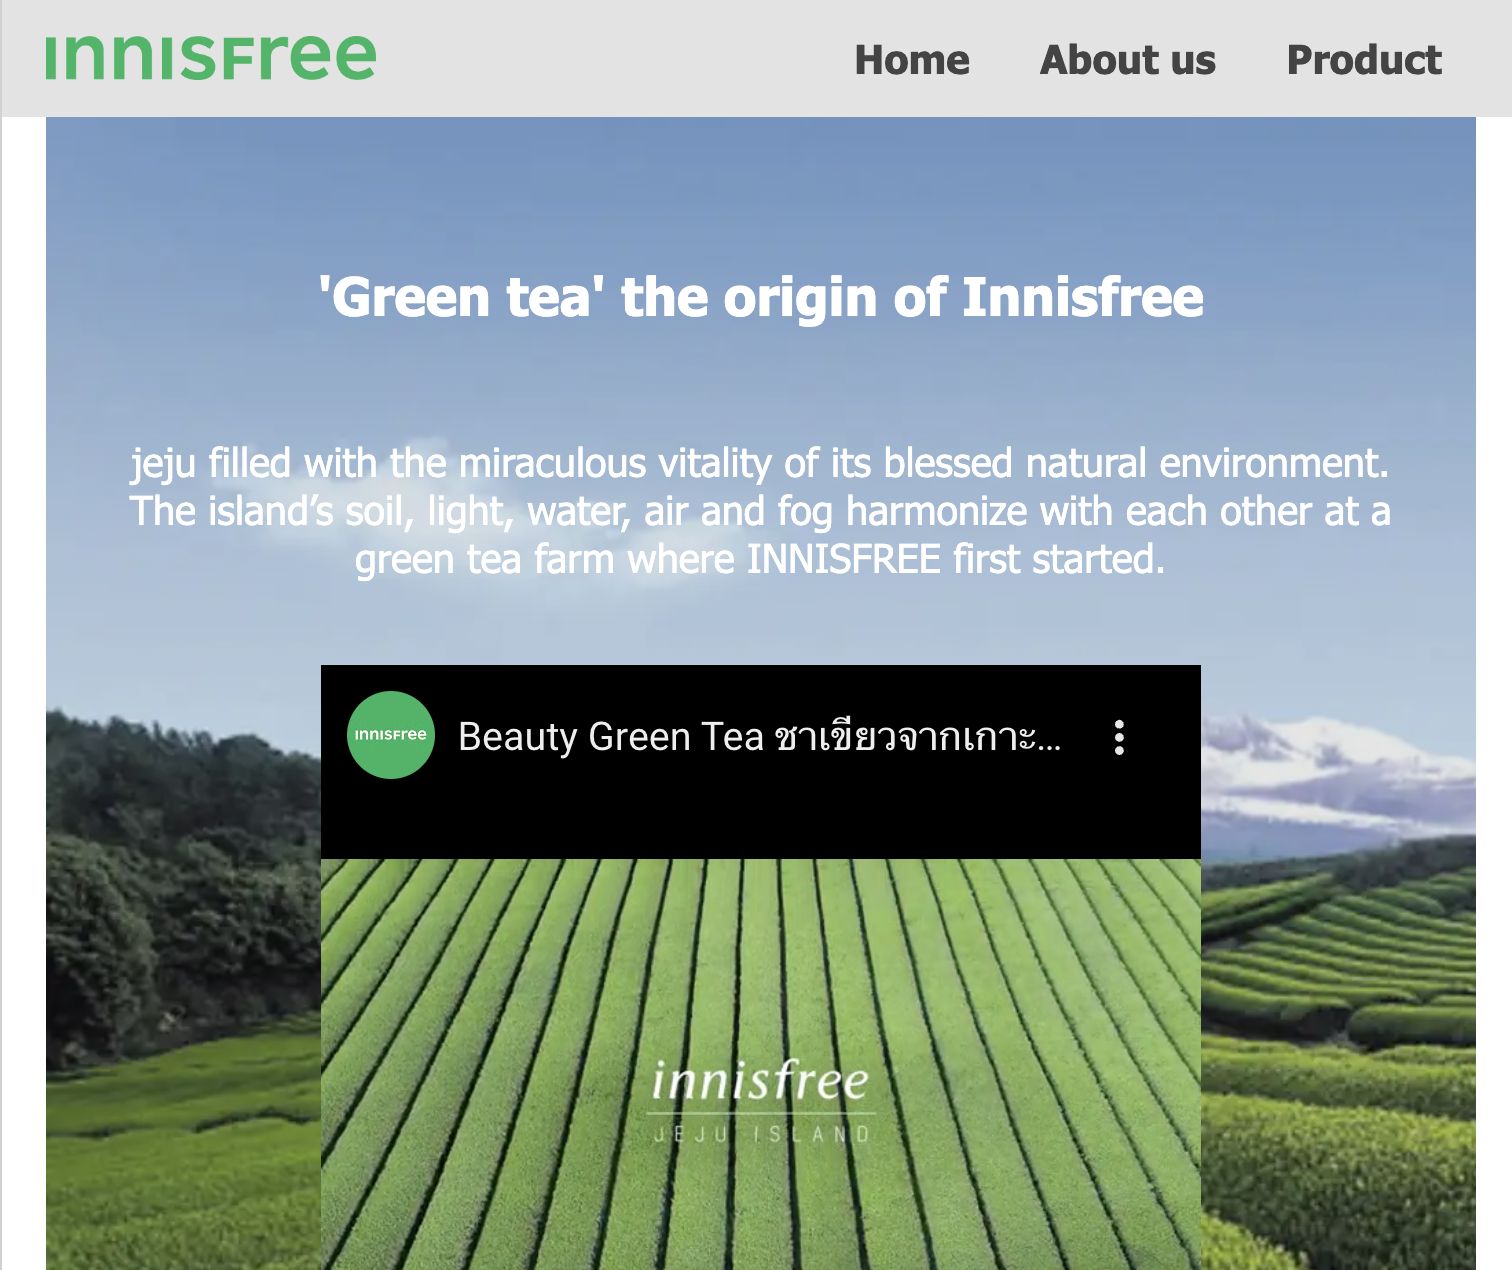 ınnısFree
Home About us Product
'Green tea' the origin of Innisfree
jeju filled with the miraculous vitality of its blessed natural environment.
The island’s soil, light, water, air and fog harmonize with each other at a
green tea farm where INNISFREE first started.
ınnısFree
Beauty Green Tea ชาเขียวจากเกาะ...
innisfree
JEJU ISLAND